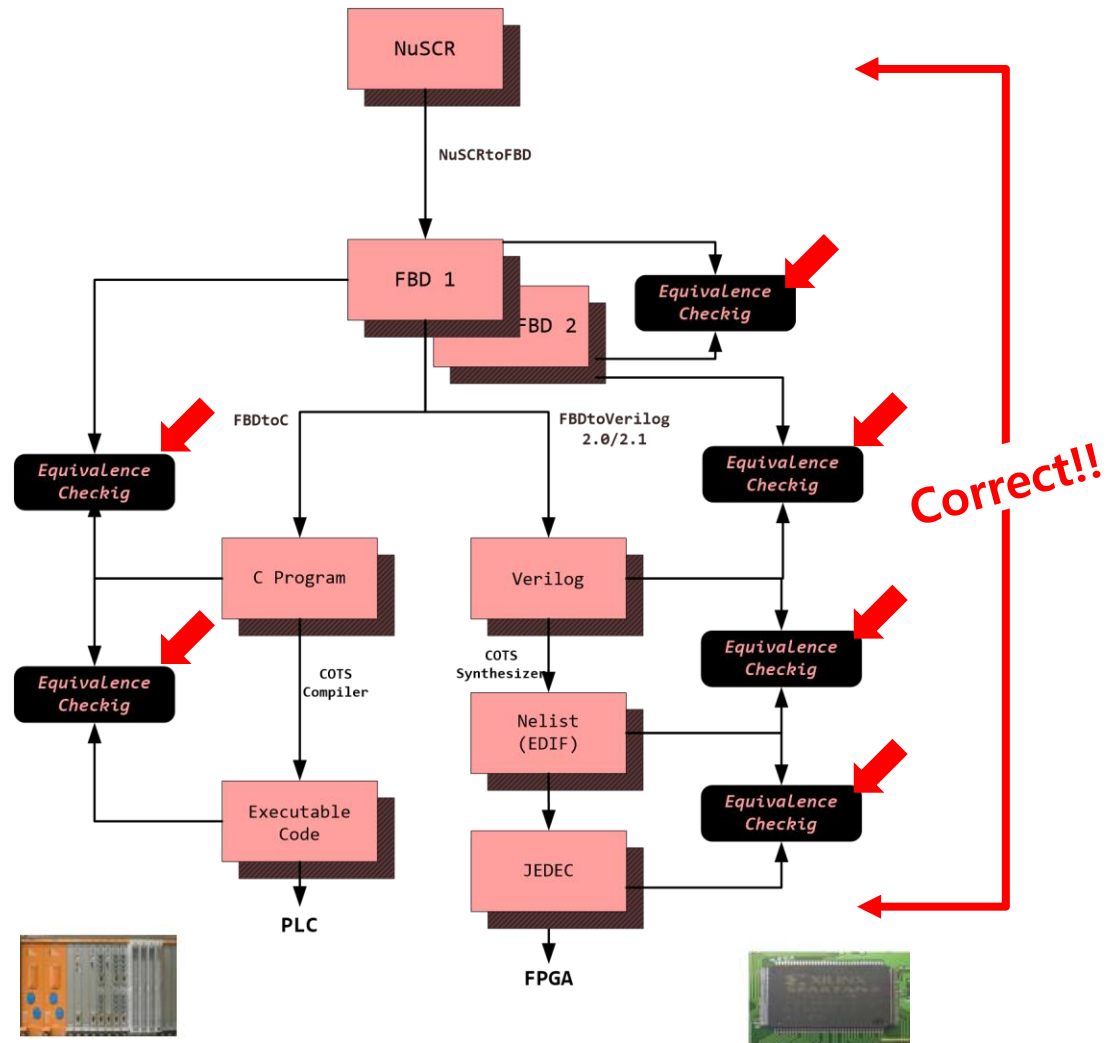 NuSCR
NuSCRtoFBD
FBD 1
FBD 2
Equivalence
Checkig
FBDtoC
FBDtoVerilog
2.0/2.1
Equivalence
Checkig
Equivalence
Checkig
Correct!!
C Program
Verilog
Equivalence
Checkig
COTS
Compiler
COTS
Synthesizer
Equivalence
Checkig
Nelist
(EDIF)
Executable
Code
Equivalence
Checkig
JEDEC
PLC
FPGA
XILINX
SPARTAN